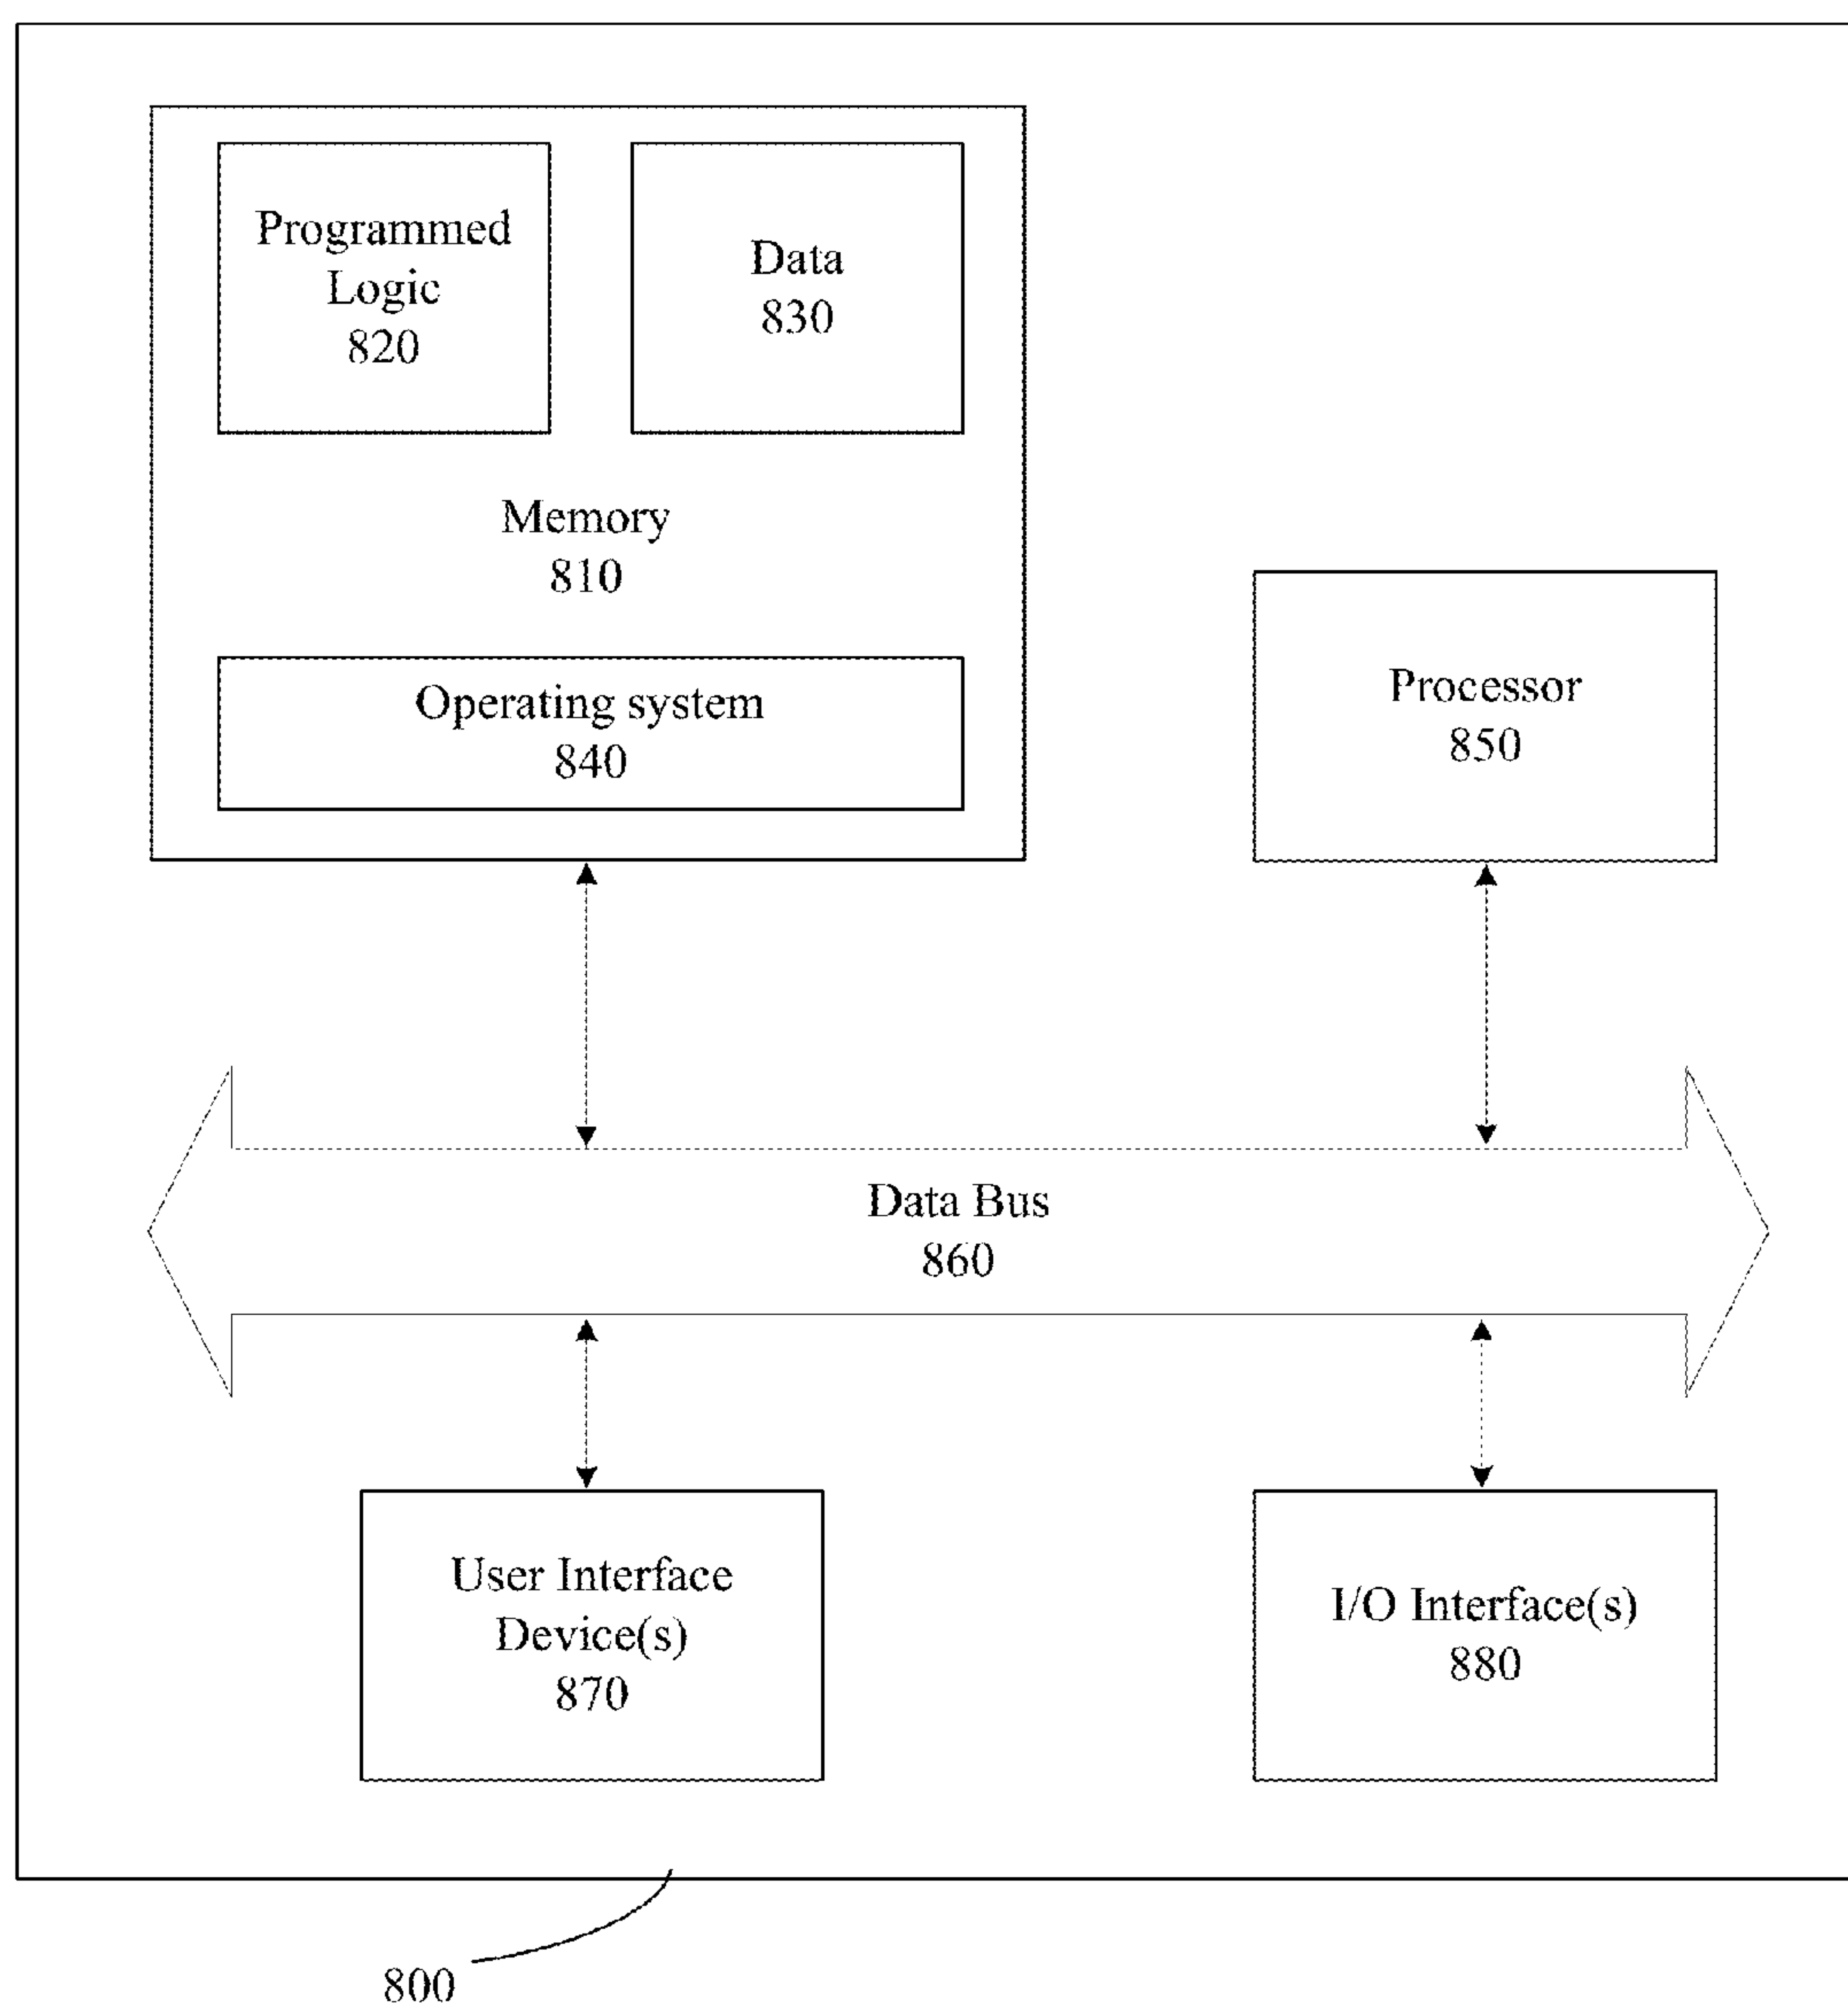 Programmed
Logic
820
Data
830
Memory
810
Operating system
840
Processor
850
Data Bus
860
User Interface
Device(s)
870
I/O Interface(s)
880
800